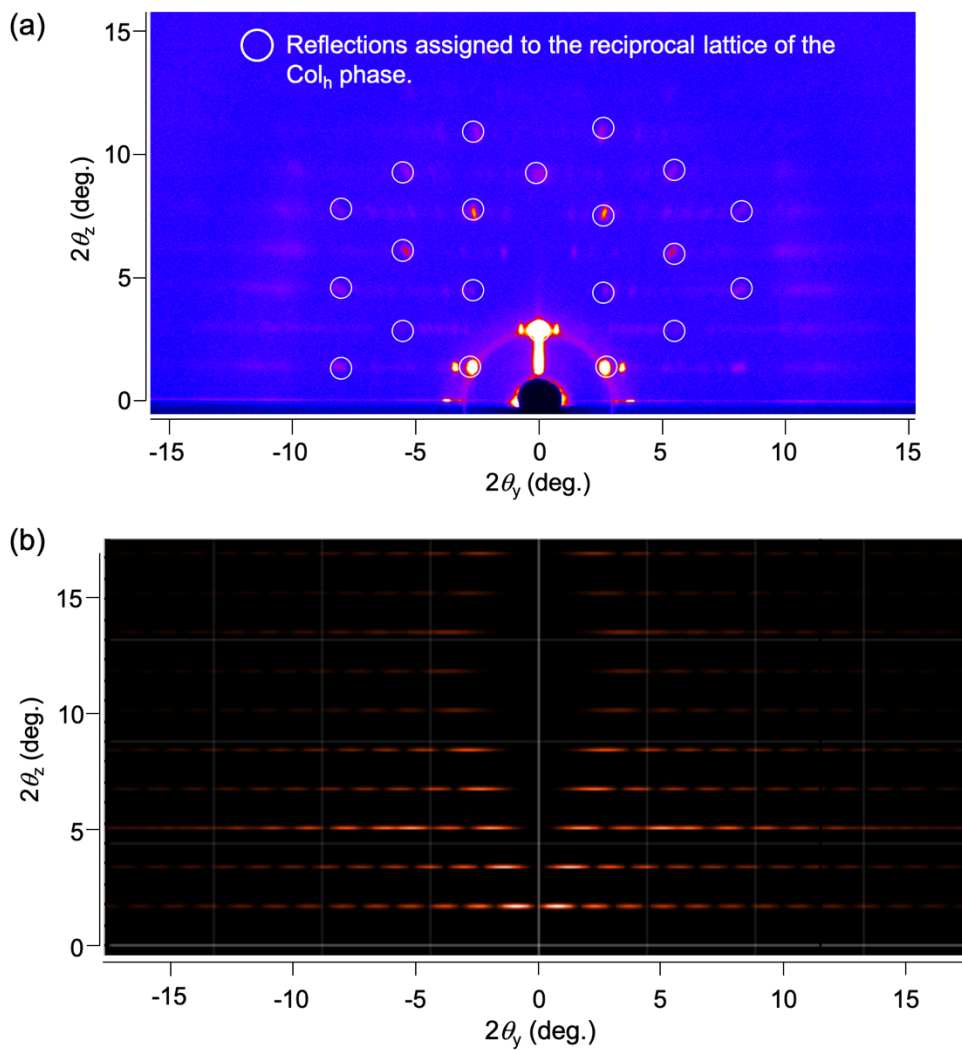 (a)
Reflections assigned to the reciprocal lattice of the
Colh phase.
15
10
5
0
2θz (deg.)
-15 -10 -5 0 5 10 15
2θy (deg.)
(b)
15
10
5
0
2θz (deg.)
-15 -10 -5 0 5 10 15
2θy (deg.)